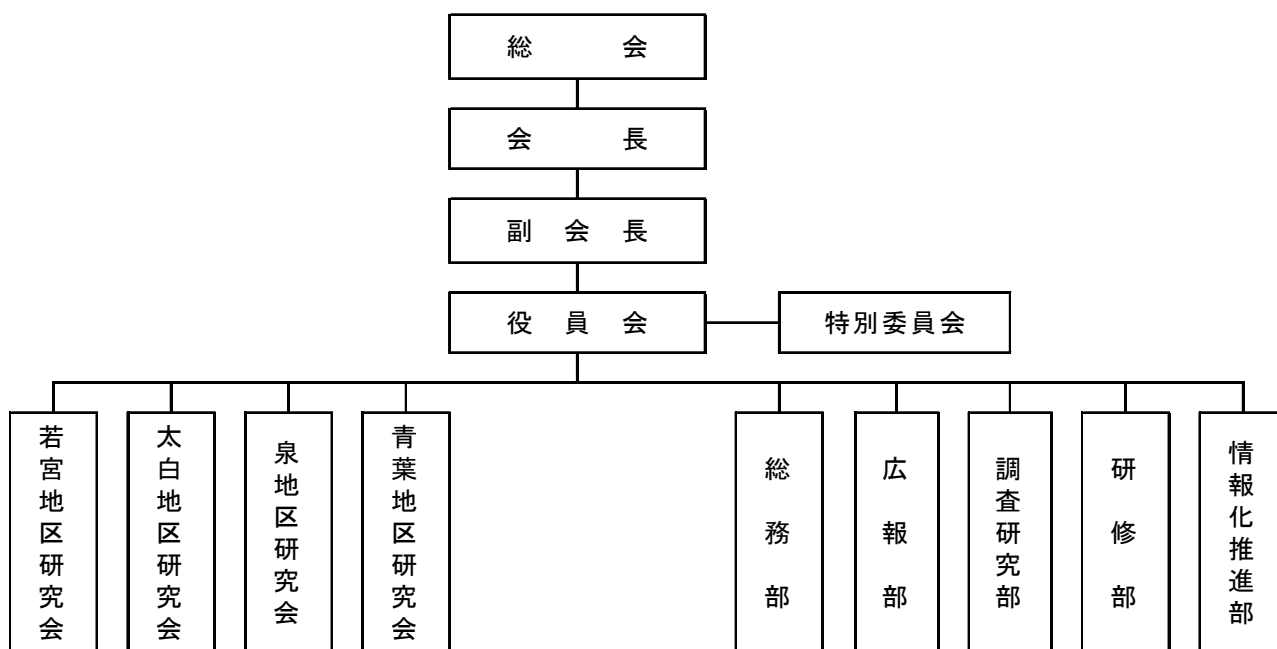 総会
会長
副会長
役員会
特別委員会
若宮地区研究会
太白地区研究会
泉地区研究会
青葉地区研究会
総務部
広報部
調査研究部
研修部
情報化推進部